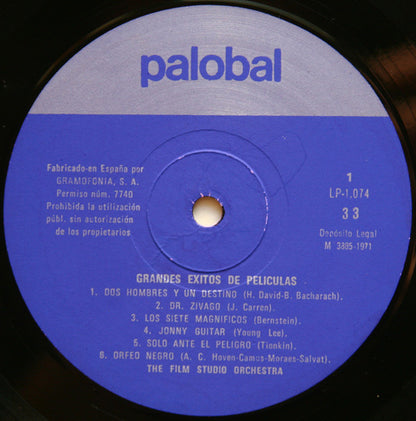 palobal
Fabricado en España por
GRAMOFONIA, S. A.
Permiso núm. 7740
Prohibida la utilización
públ. sin autorización
de los propietarios
1
LP-1.074
33
Depósito Legal
M 3805-1971
GRANDES EXITOS DE PELICULAS
1. DOS HOMBRES Y UN DESTINO (H. David-B. Bacharach).
2. DR. ZIVAGO (J. Carren).
3. LOS SIETE MAGNIFICOS (Bernstein).
4. JONNY GUITAR (Young Lee).
5. SOLO ANTE EL PELIGRO (Tionkin).
6. ORFEO NEGRO (A. C. Hoven-Camus-Moraes-Salvat).
THE FILM STUDIO ORCHESTRA